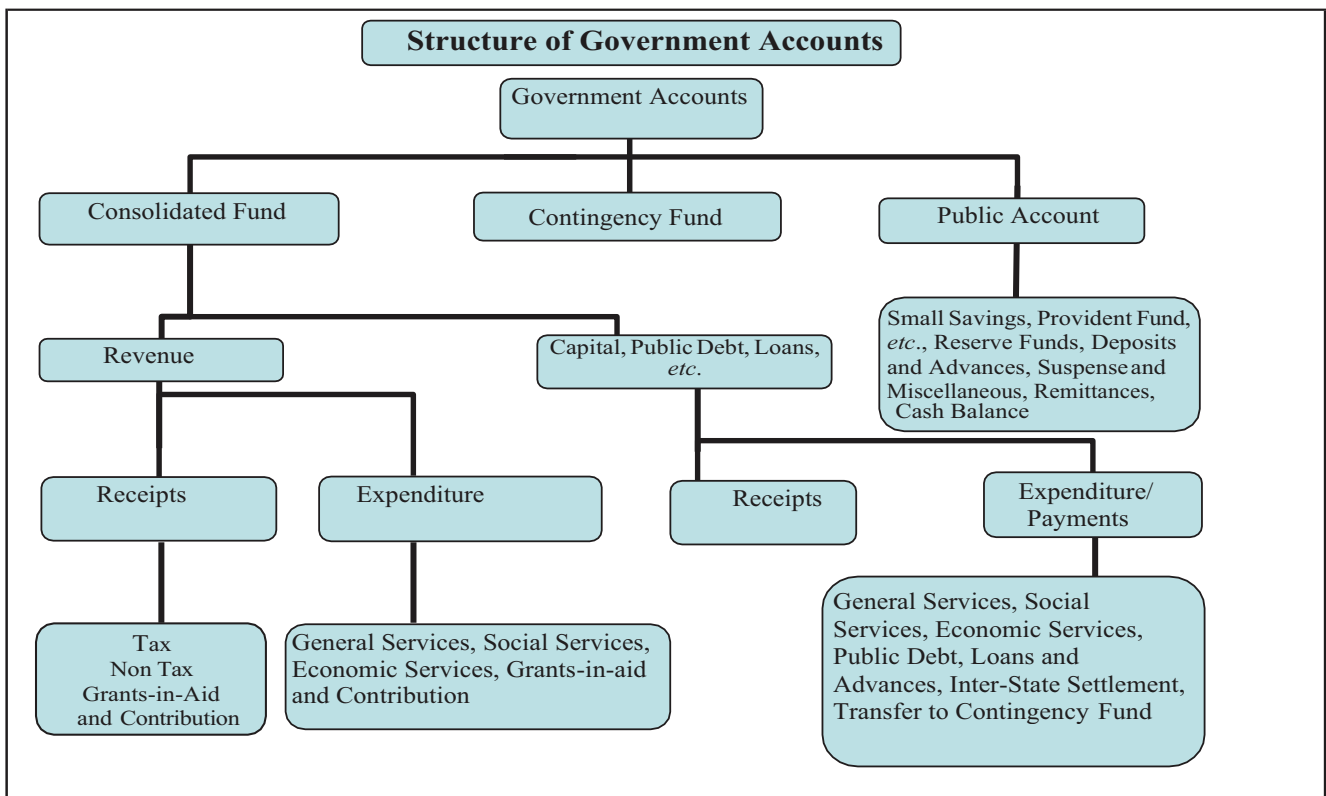 Structure of Government Accounts
Government Accounts
Consolidated Fund
Contingency Fund
Public Account
Small Savings, Provident Fund,
etc., Reserve Funds, Deposits
and Advances, Suspense and
Miscellaneous, Remittances,
Cash Balance
Revenue
Capital, Public Debt, Loans,
etc.
Receipts
Expenditure
Receipts
Expenditure/
Payments
Tax
Non Tax
Grants-in-Aid
and Contribution
General Services, Social Services,
Economic Services, Grants-in-aid
and Contribution
General Services, Social
Services, Economic Services,
Public Debt, Loans and
Advances, Inter-State Settlement,
Transfer to Contingency Fund